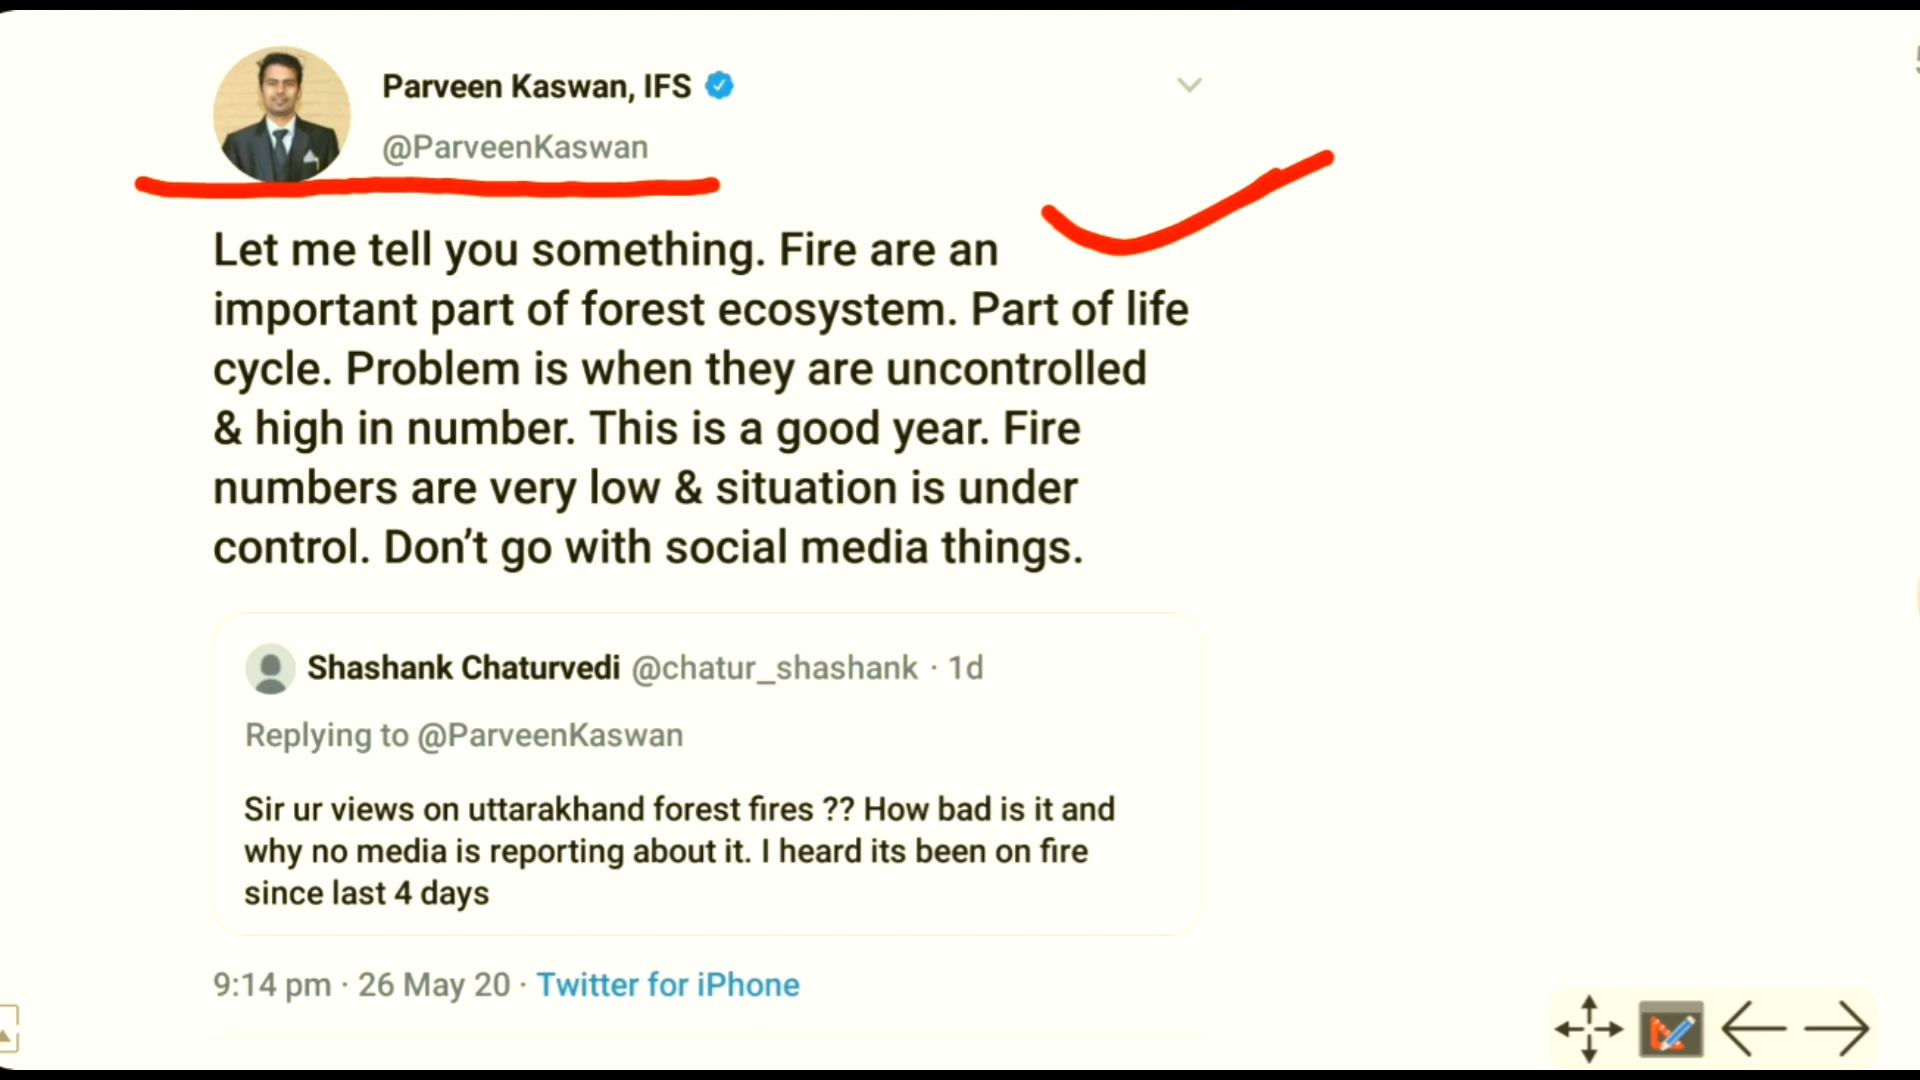 Parveen Kaswan, IFS
@ParveenKaswan
Let me tell you something. Fire are an
important part of forest ecosystem. Part of life
cycle. Problem is when they are uncontrolled
& high in number. This is a good year. Fire
numbers are very low & situation is under
control. Don’t go with social media things.
Shashank Chaturvedi @chatur_shashank · 1d
Replying to @ParveenKaswan
Sir ur views on uttarakhand forest fires ?? How bad is it and
why no media is reporting about it. I heard its been on fire
since last 4 days
9:14 pm · 26 May 20 · Twitter for iPhone